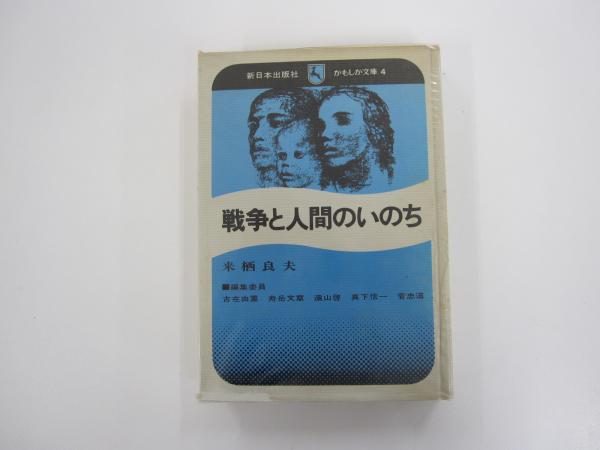 新日本出版社 かもしか文庫 4
戦争と人間のいのち
来栖良夫
■編集委員
古在由重 寿岳文章 遠山啓 真下信一 菅忠道